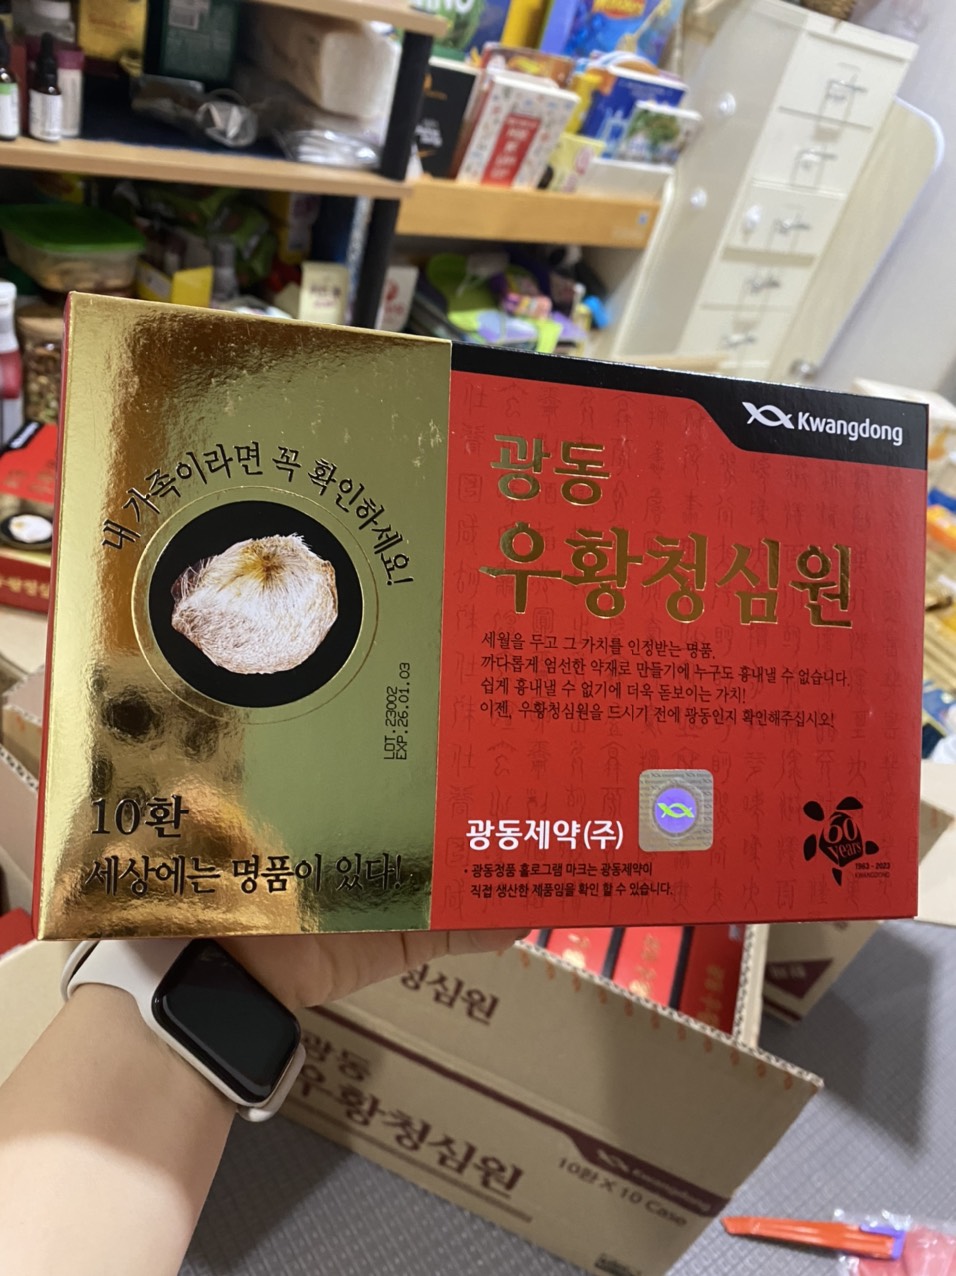 Kwangdong
내 가족이라면 꼭 확인하세요!
광동
우황청심원
세월을 두고 그 가치를 인정받는 명품.
까다롭게 엄선한 약재로 만들기에 누구도 흉내낼 수 없습니다.
쉽게 흉내낼 수 없기에 더욱 돋보이는 가치!
이젠, 우황청심원을 드시기 전에 광동인지 확인해주십시오!
LOT.23002
EXP.26.01.03
10환
세상에는 명품이 있다!
광동제약(주)
· 광동정품 홀로그램 마크는 광동제약이
직접 생산한 제품임을 확인 할 수 있습니다.
60
Years
1963 - 2023
KWANGDONG
청심원
광동
우황청심원
Kwangdong
10환 X 10 Case